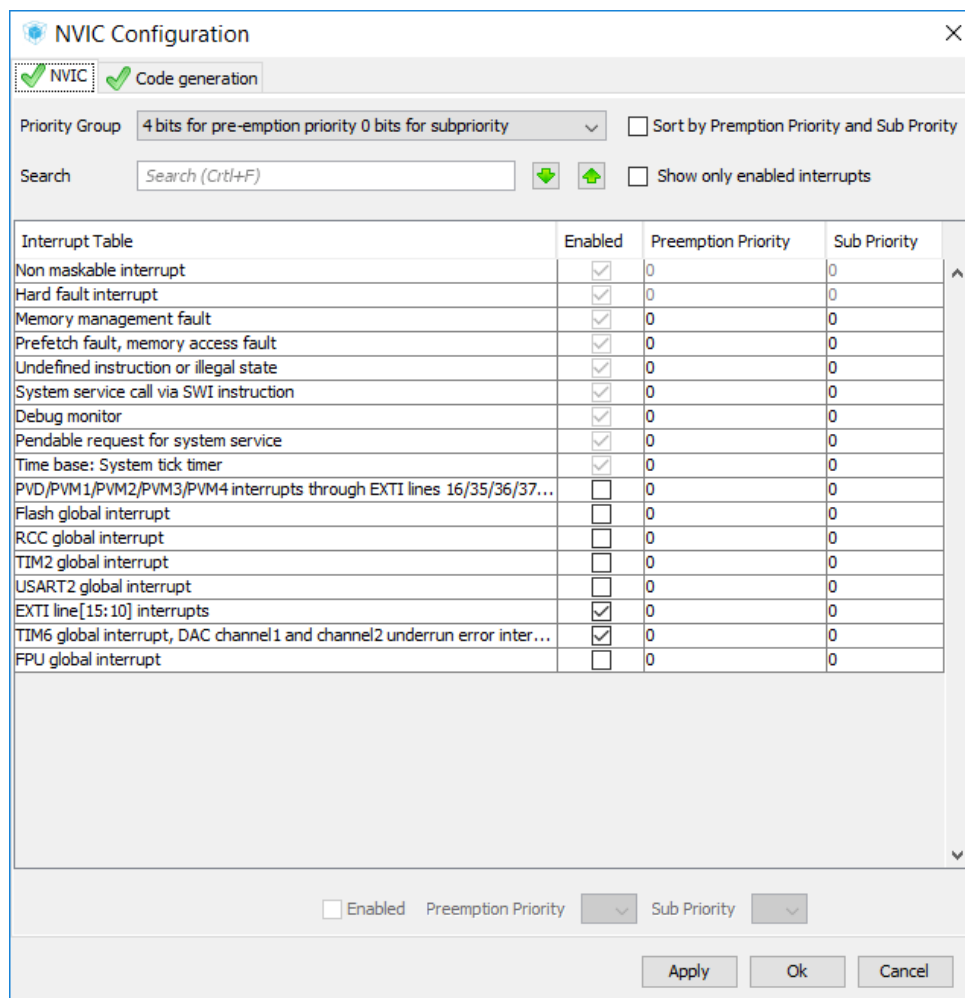 NVIC Configuration
NVIC Code generation
Priority Group 4 bits for pre-emption priority 0 bits for subpriority Sort by Premption Priority and Sub Prority
Search Search (Crtl+F) Show only enabled interrupts
Interrupt Table Enabled Preemption Priority Sub Priority
Non maskable interrupt 0 0
Hard fault interrupt 0 0
Memory management fault 0 0
Prefetch fault, memory access fault 0 0
Undefined instruction or illegal state 0 0
System service call via SWI instruction 0 0
Debug monitor 0 0
Pendable request for system service 0 0
Time base: System tick timer 0 0
PVD/PVM1/PVM2/PVM3/PVM4 interrupts through EXTI lines 16/35/36/37... 0 0
Flash global interrupt 0 0
RCC global interrupt 0 0
TIM2 global interrupt 0 0
USART2 global interrupt 0 0
EXTI line[15:10] interrupts 0 0
TIM6 global interrupt, DAC channel1 and channel2 underrun error inter... 0 0
FPU global interrupt 0 0
Enabled Preemption Priority Sub Priority
Apply Ok Cancel